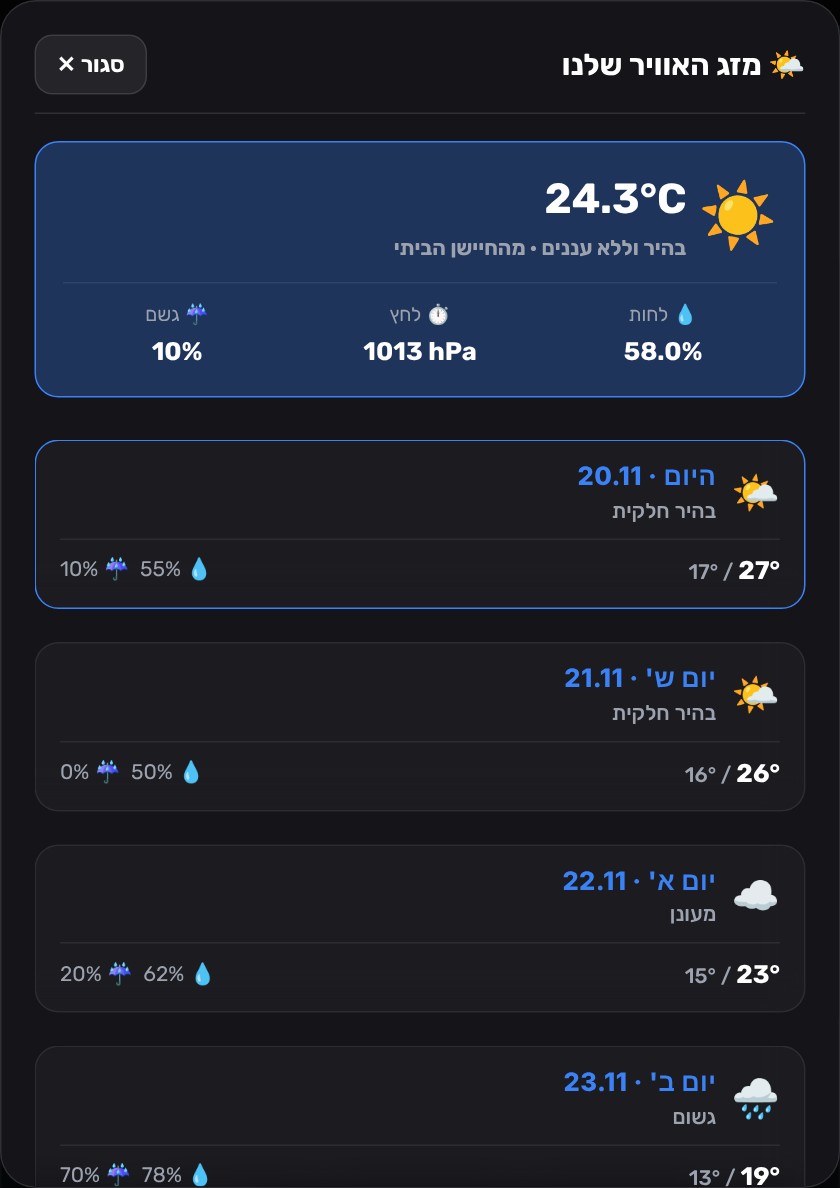 🌤️ מזג האוויר שלנו
סגור ✕
24.3°C
בהיר וללא עננים • מהחיישן הביתי
💧 לחות
58.0%
⏱️ לחץ
1013 hPa
☔ גשם
10%
היום · 20.11
בהיר חלקית
27° / 17°
💧 55% ☔ 10%
יום ש' · 21.11
בהיר חלקית
26° / 16°
💧 50% ☔ 0%
יום א' · 22.11
מעונן
23° / 15°
💧 62% ☔ 20%
יום ב' · 23.11
גשום
19° / 13°
💧 78% ☔ 70%